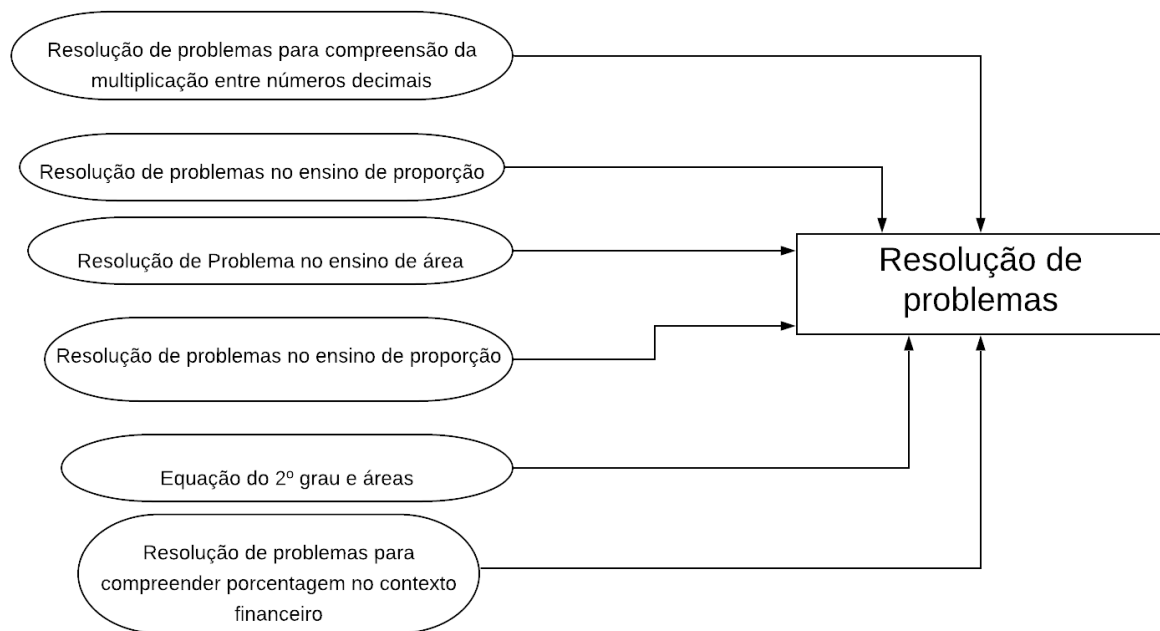 Resolução de problemas para compreensão da
multiplicação entre números decimais
Resolução de problemas no ensino de proporção
Resolução de Problema no ensino de área
Resolução de problemas no ensino de proporção
Equação do 2º grau e áreas
Resolução de problemas para
compreender porcentagem no contexto
financeiro
Resolução de
problemas